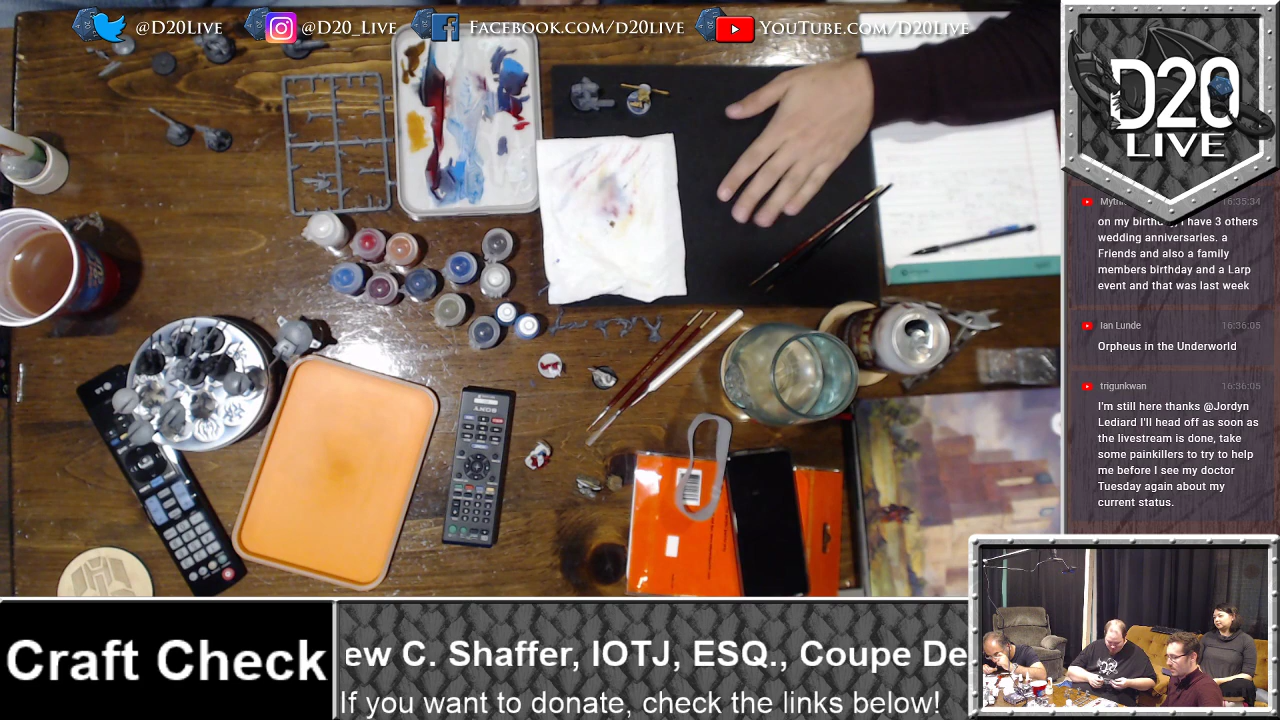 @D20Live
@D20_Live
Facebook.com/d20live
YouTube.com/D20Live
D20
LIVE
16:35:34
on my birthday, I have 3 others
wedding anniversaries. a
Friends and also a family
members birthday and a Larp
event and that was last week
Ian Lunde 16:36:05
Orpheus in the Underworld
trigunkwan 16:36:05
I'm still here thanks @Jordyn
Lediard I'll head off as soon as
the livestream is done, take
some painkillers to try to help
me before I see my doctor
Tuesday again about my
current status.
SONY
LG
Craft Check
ew C. Shaffer, IOTJ, ESQ., Coupe De
If you want to donate, check the links below!